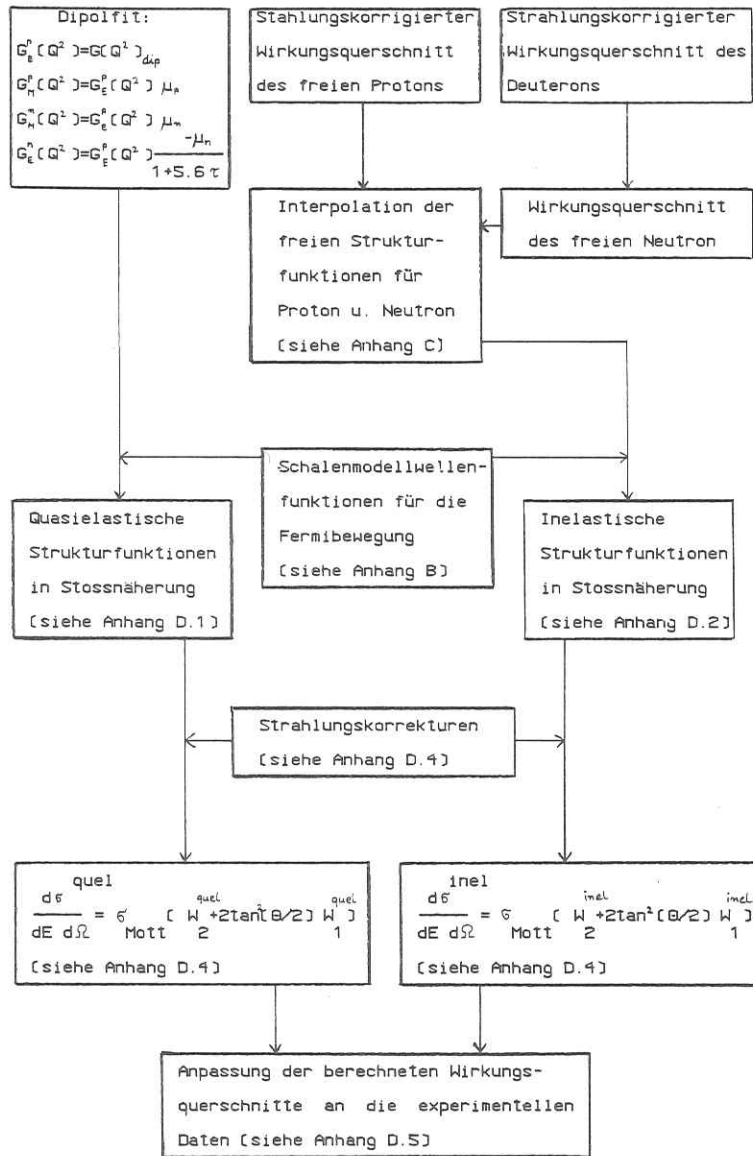 Dipolfit:
G_E^P(Q²)=G(Q²)_dip
G_M^P(Q²)=G_E^P(Q²) μ_P
G_M^n(Q²)=G_E^P(Q²) μ_n
G_E^n(Q²)=G_E^P(Q²) -μ_n/(1+5.6τ)
Stahlungskorrigierter
Wirkungsquerschnitt
des freien Protons
Strahlungskorrigierter
Wirkungsquerschnitt des
Deuterons
Interpolation der
freien Struktur-
funktionen für
Proton u. Neutron
(siehe Anhang C)
Wirkungsquerschnitt
des freien Neutron
Schalenmodellwellen-
funktionen für die
Fermibewegung
(siehe Anhang B)
Quasielastische
Strukturfunktionen
in Stossnäherung
(siehe Anhang D.1)
Inelastische
Strukturfunktionen
in Stossnäherung
(siehe Anhang D.2)
Strahlungskorrekturen
(siehe Anhang D.4)
dσ^quel/(dE dΩ) = σ_Mott ( W_2^quel +2tan²(θ/2) W_1^quel )
(siehe Anhang D.4)
dσ^inel/(dE dΩ) = σ_Mott ( W_2^inel +2tan²(θ/2) W_1^inel )
(siehe Anhang D.4)
Anpassung der berechneten Wirkungs-
querschnitte an die experimentellen
Daten (siehe Anhang D.5)